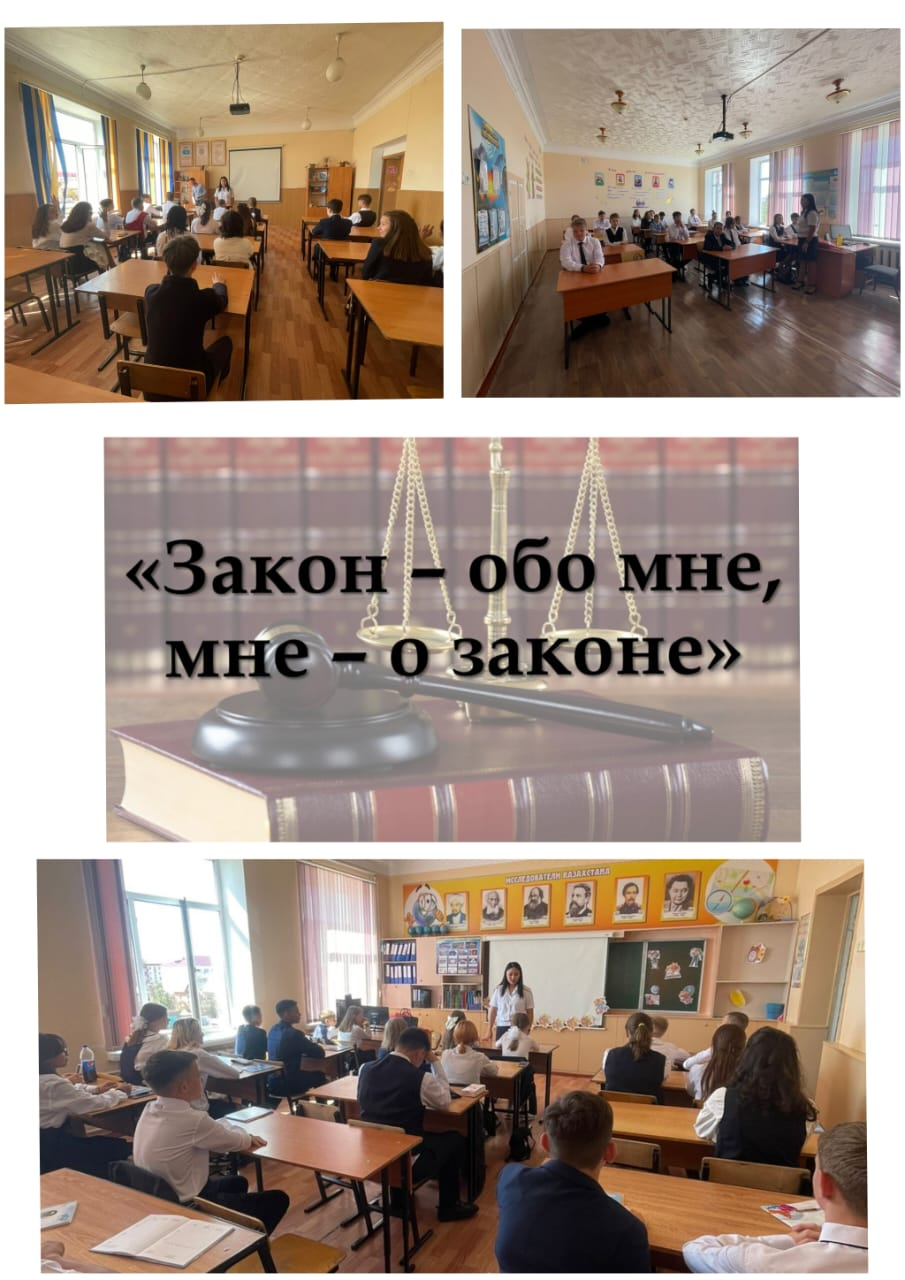 «Закон – обо мне,
мне – о законе»
ИССЛЕДОВАТЕЛИ КАЗАХСТАНА